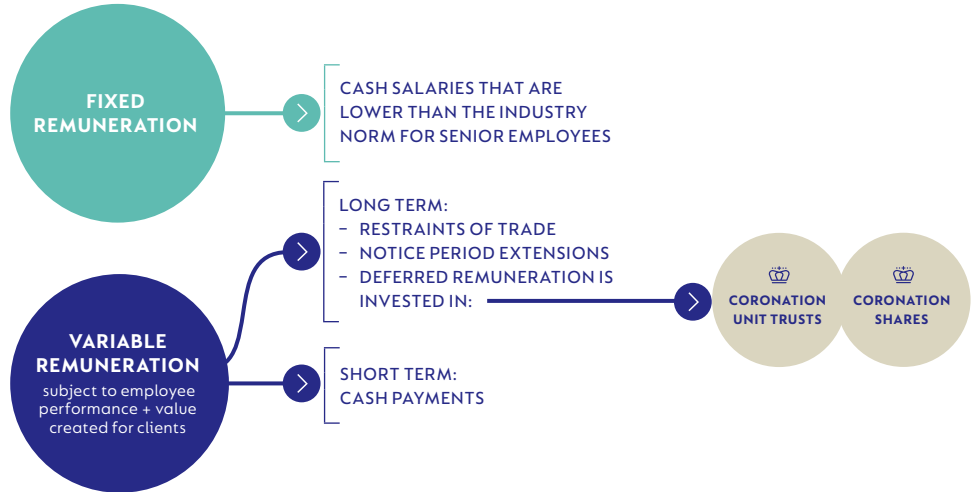 FIXED
REMUNERATION
CASH SALARIES THAT ARE
LOWER THAN THE INDUSTRY
NORM FOR SENIOR EMPLOYEES
VARIABLE
REMUNERATION
subject to employee
performance + value
created for clients
LONG TERM:
– RESTRAINTS OF TRADE
– NOTICE PERIOD EXTENSIONS
– DEFERRED REMUNERATION IS
INVESTED IN:
CORONATION
UNIT TRUSTS
CORONATION
SHARES
SHORT TERM:
CASH PAYMENTS